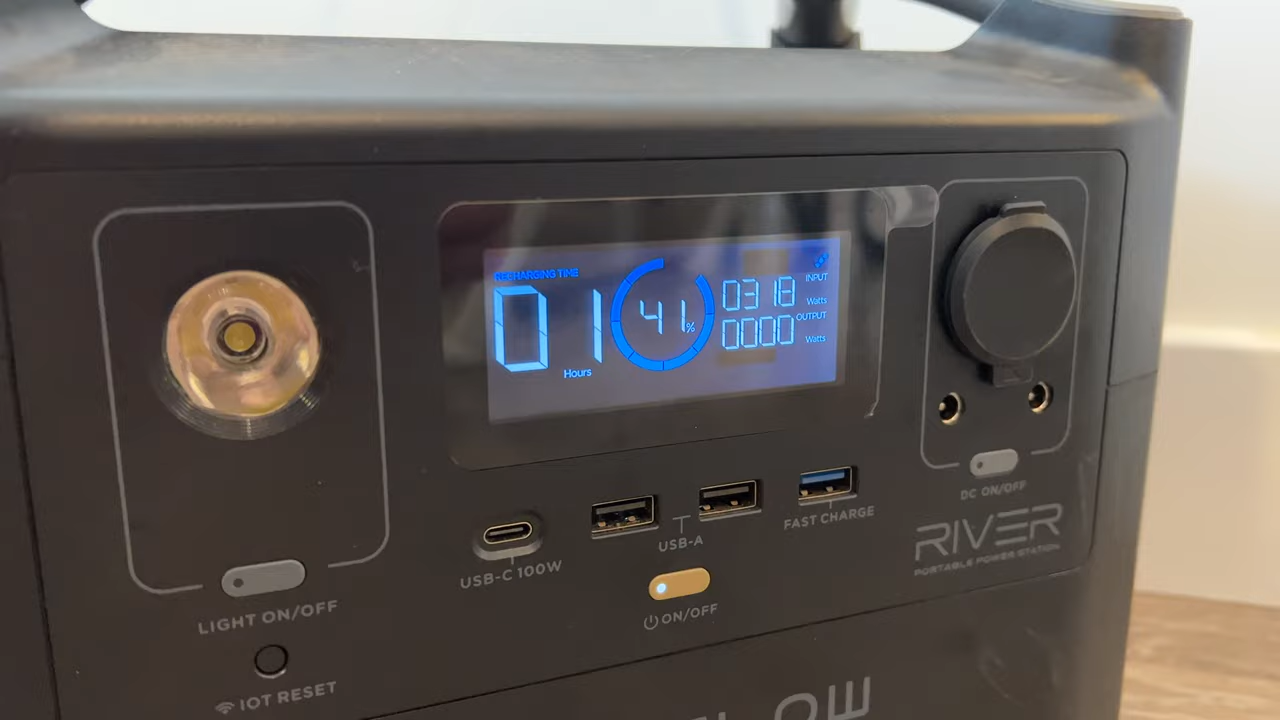 RECHARGING TIME
01
Hours
41%
INPUT
0318 Watts
OUTPUT
0000 Watts
USB-C 100W
USB-A
FAST CHARGE
DC ON/OFF
RIVER
PORTABLE POWER STATION
ON/OFF
LIGHT ON/OFF
IOT RESET